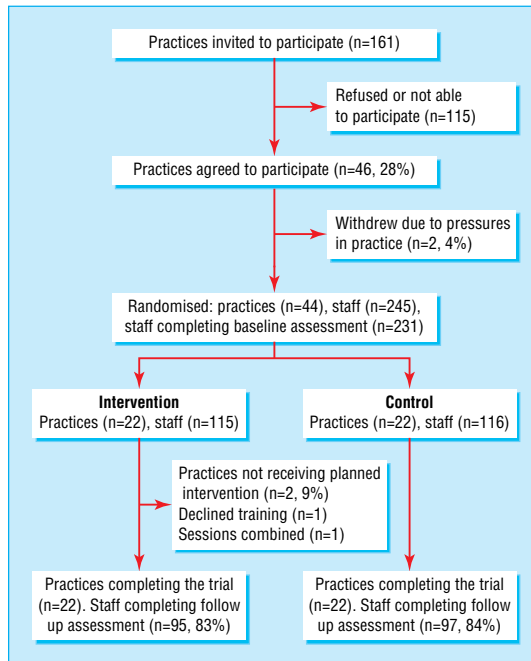 Practices invited to participate (n=161)
Refused or not able
to participate (n=115)
Practices agreed to participate (n=46, 28%)
Withdrew due to pressures
in practice (n=2, 4%)
Randomised: practices (n=44), staff (n=245),
staff completing baseline assessment (n=231)
Intervention
Practices (n=22), staff (n=115)
Control
Practices (n=22), staff (n=116)
Practices not receiving planned
intervention (n=2, 9%)
Declined training (n=1)
Sessions combined (n=1)
Practices completing the trial
(n=22). Staff completing follow
up assessment (n=95, 83%)
Practices completing the trial
(n=22). Staff completing follow
up assessment (n=97, 84%)